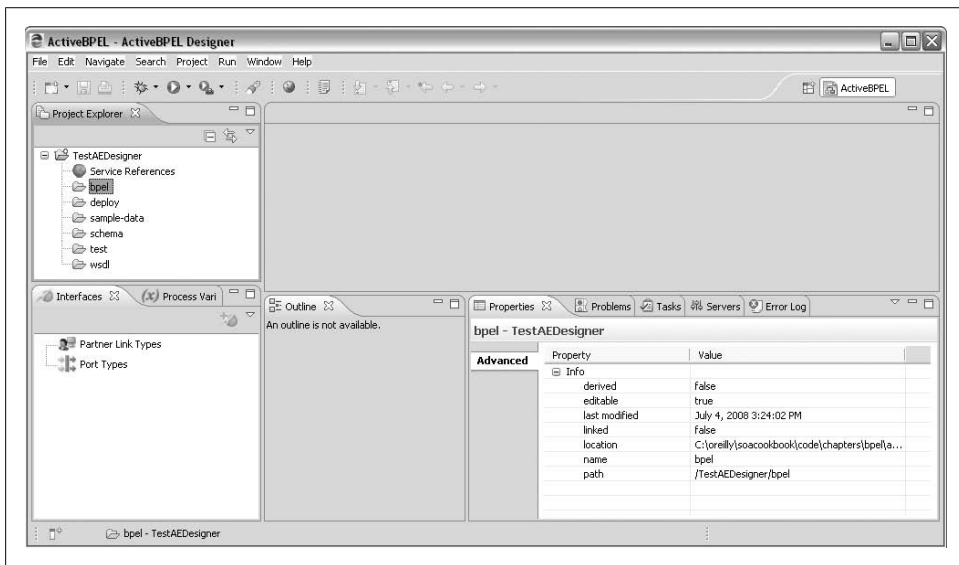 ActiveBPEL - ActiveBPEL Designer
File Edit Navigate Search Project Run Window Help
ActiveBPEL
Project Explorer
TestAEDesigner
Service References
bpel
deploy
sample-data
schema
test
wsdl
Interfaces (x) Process Vari
Partner Link Types
Port Types
Outline
An outline is not available.
Properties Problems Tasks Servers Error Log
bpel - TestAEDesigner
Advanced
Property Value
Info
derived false
editable true
last modified July 4, 2008 3:24:02 PM
linked false
location C:\oreilly\soacookbook\code\chapters\bpel\a...
name bpel
path /TestAEDesigner/bpel
bpel - TestAEDesigner